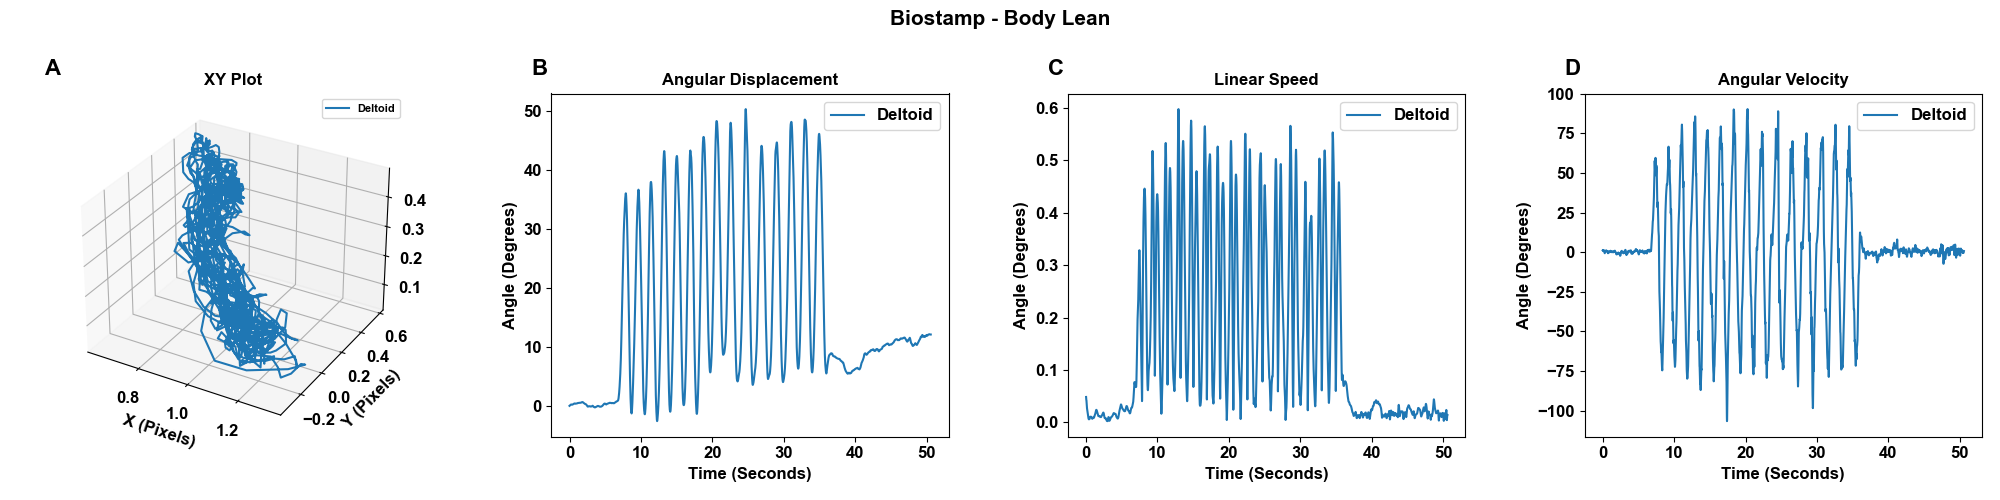 Biostamp - Body Lean
A
XY Plot
Deltoid
0.4
0.3
0.2
0.1
0.8
1.0
1.2
X (Pixels)
−0.2
0.0
0.2
0.4
0.6
Y (Pixels)
B
Angular Displacement
Deltoid
50
40
30
20
10
0
Angle (Degrees)
0 10 20 30 40 50
Time (Seconds)
C
Linear Speed
Deltoid
0.6
0.5
0.4
0.3
0.2
0.1
0.0
Angle (Degrees)
0 10 20 30 40 50
Time (Seconds)
D
Angular Velocity
Deltoid
100
75
50
25
0
−25
−50
−75
−100
Angle (Degrees)
0 10 20 30 40 50
Time (Seconds)